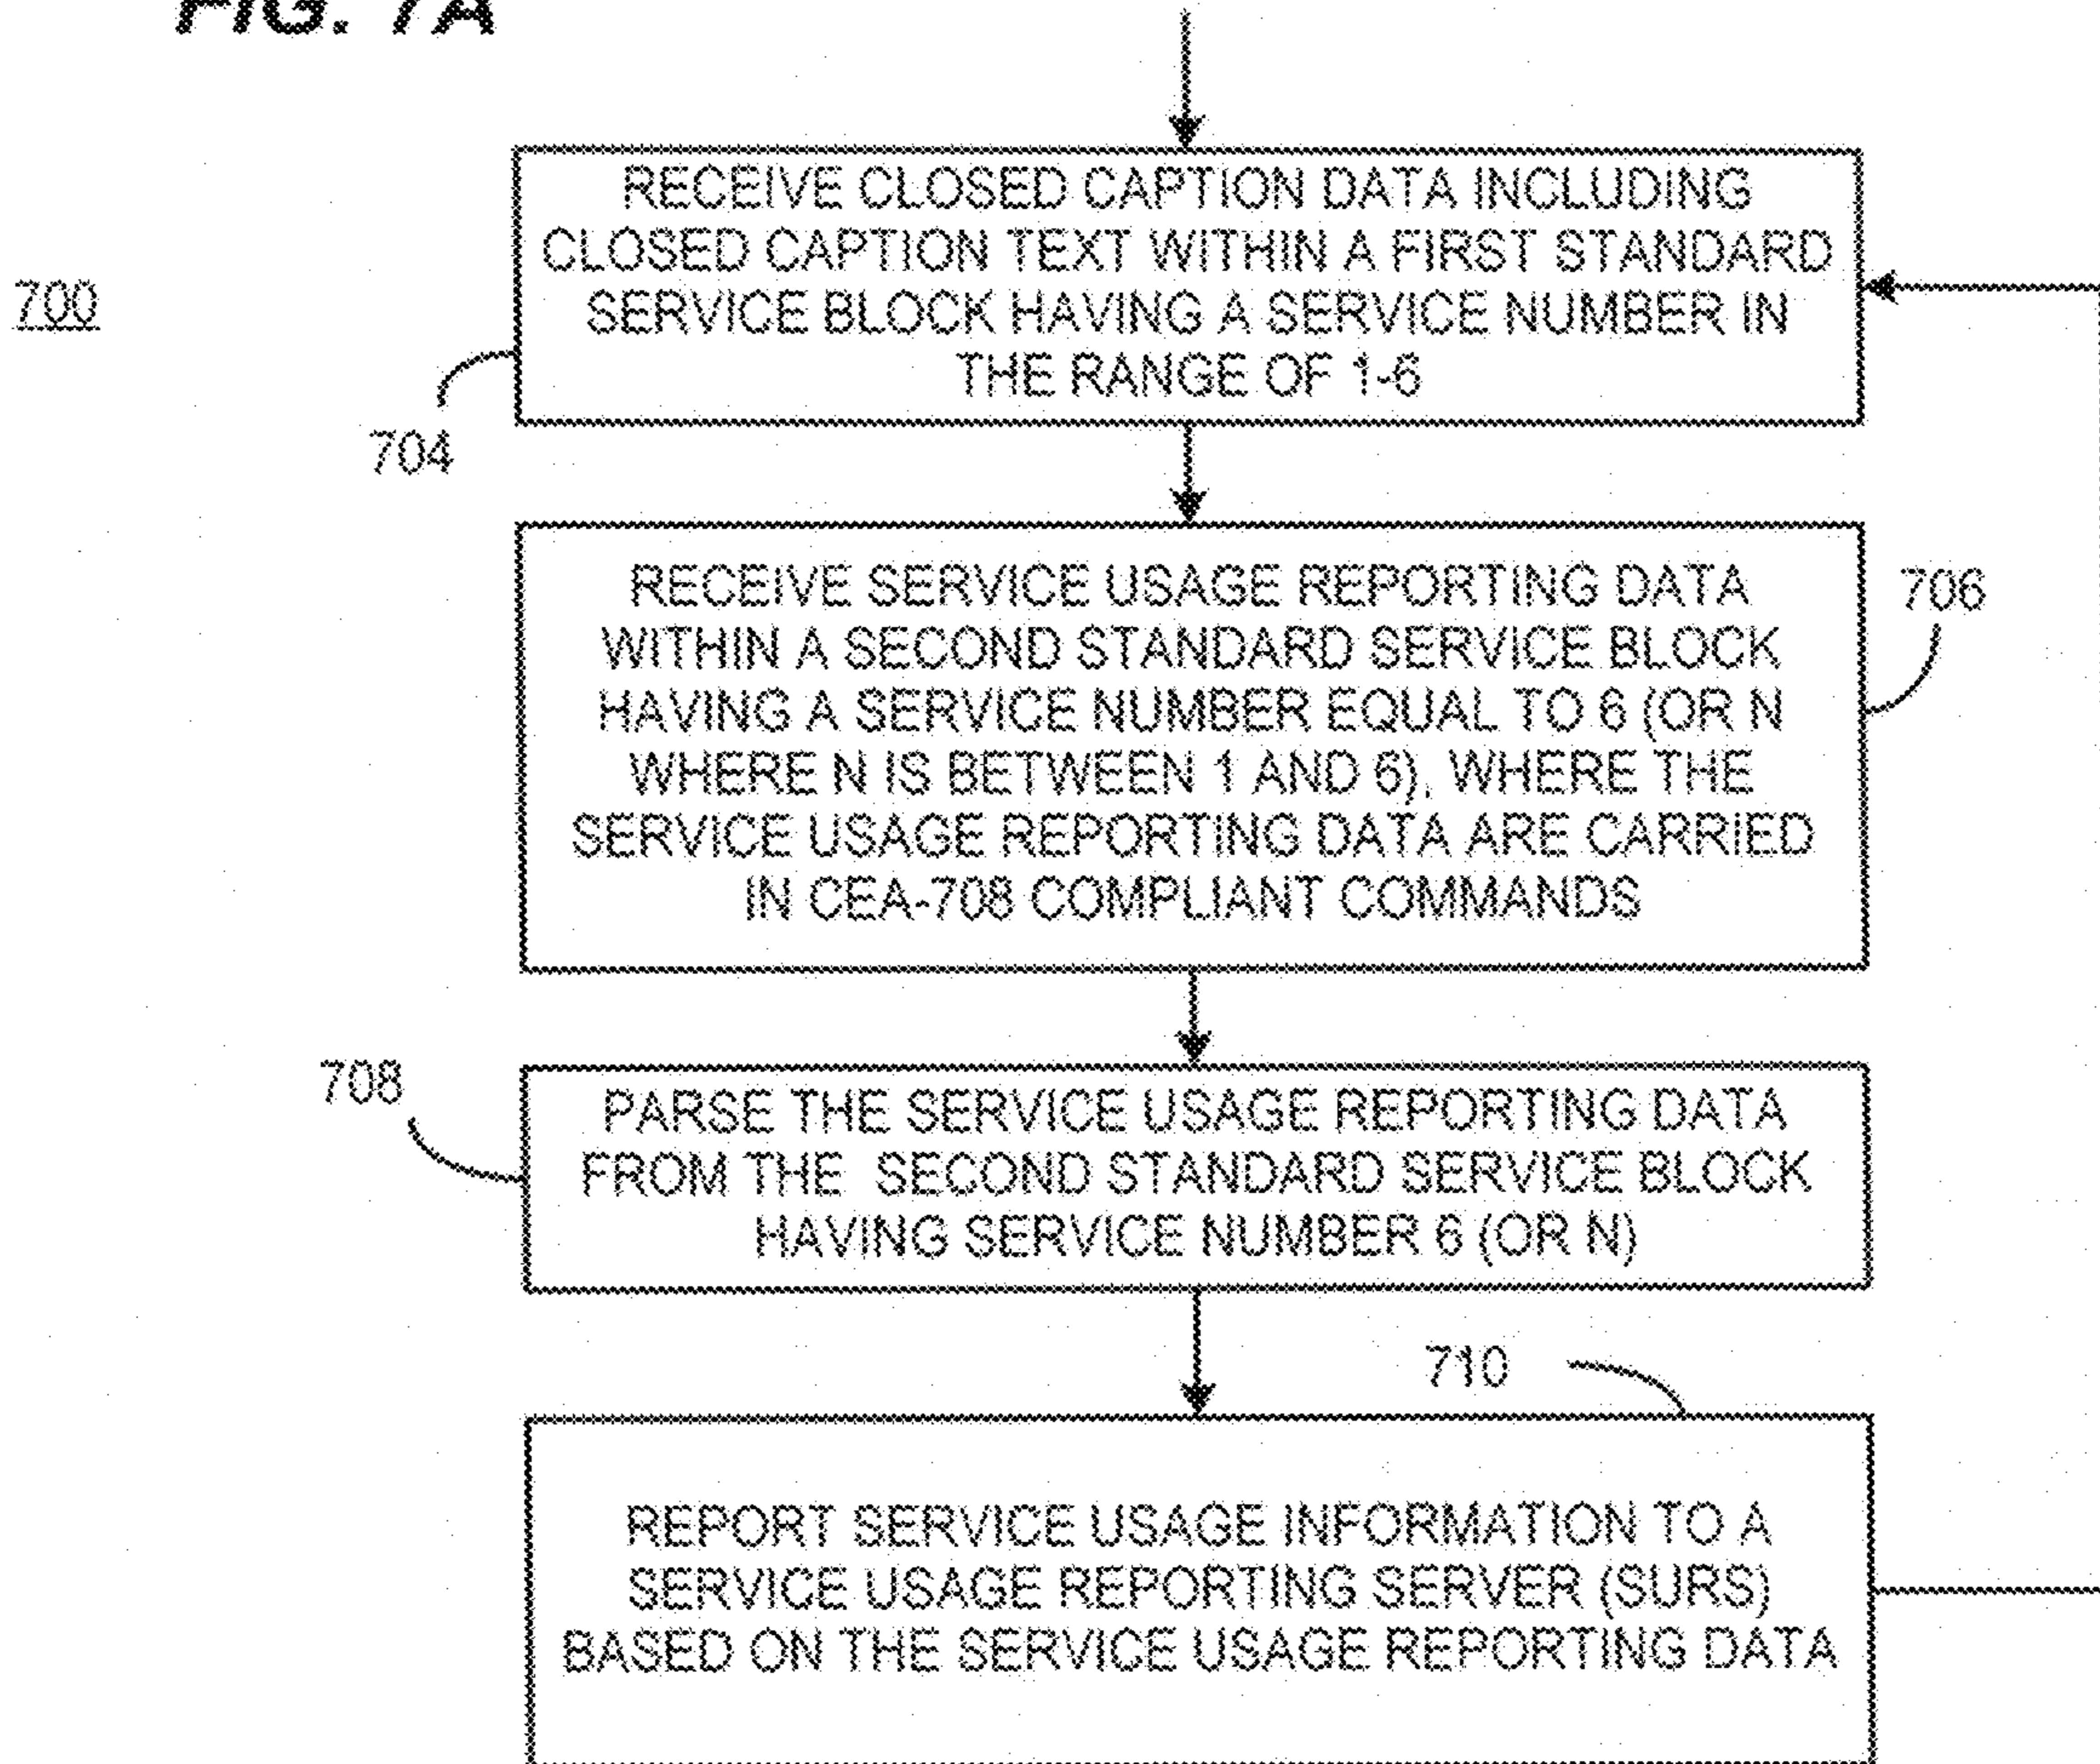 FIG. 7A
700
RECEIVE CLOSED CAPTION DATA INCLUDING
CLOSED CAPTION TEXT WITHIN A FIRST STANDARD
SERVICE BLOCK HAVING A SERVICE NUMBER IN
THE RANGE OF 1-6
704
RECEIVE SERVICE USAGE REPORTING DATA
WITHIN A SECOND STANDARD SERVICE BLOCK
HAVING A SERVICE NUMBER EQUAL TO 6 (OR N
WHERE N IS BETWEEN 1 AND 6), WHERE THE
SERVICE USAGE REPORTING DATA ARE CARRIED
IN CEA-708 COMPLIANT COMMANDS
706
708
PARSE THE SERVICE USAGE REPORTING DATA
FROM THE SECOND STANDARD SERVICE BLOCK
HAVING SERVICE NUMBER 6 (OR N)
710
REPORT SERVICE USAGE INFORMATION TO A
SERVICE USAGE REPORTING SERVER (SURS)
BASED ON THE SERVICE USAGE REPORTING DATA